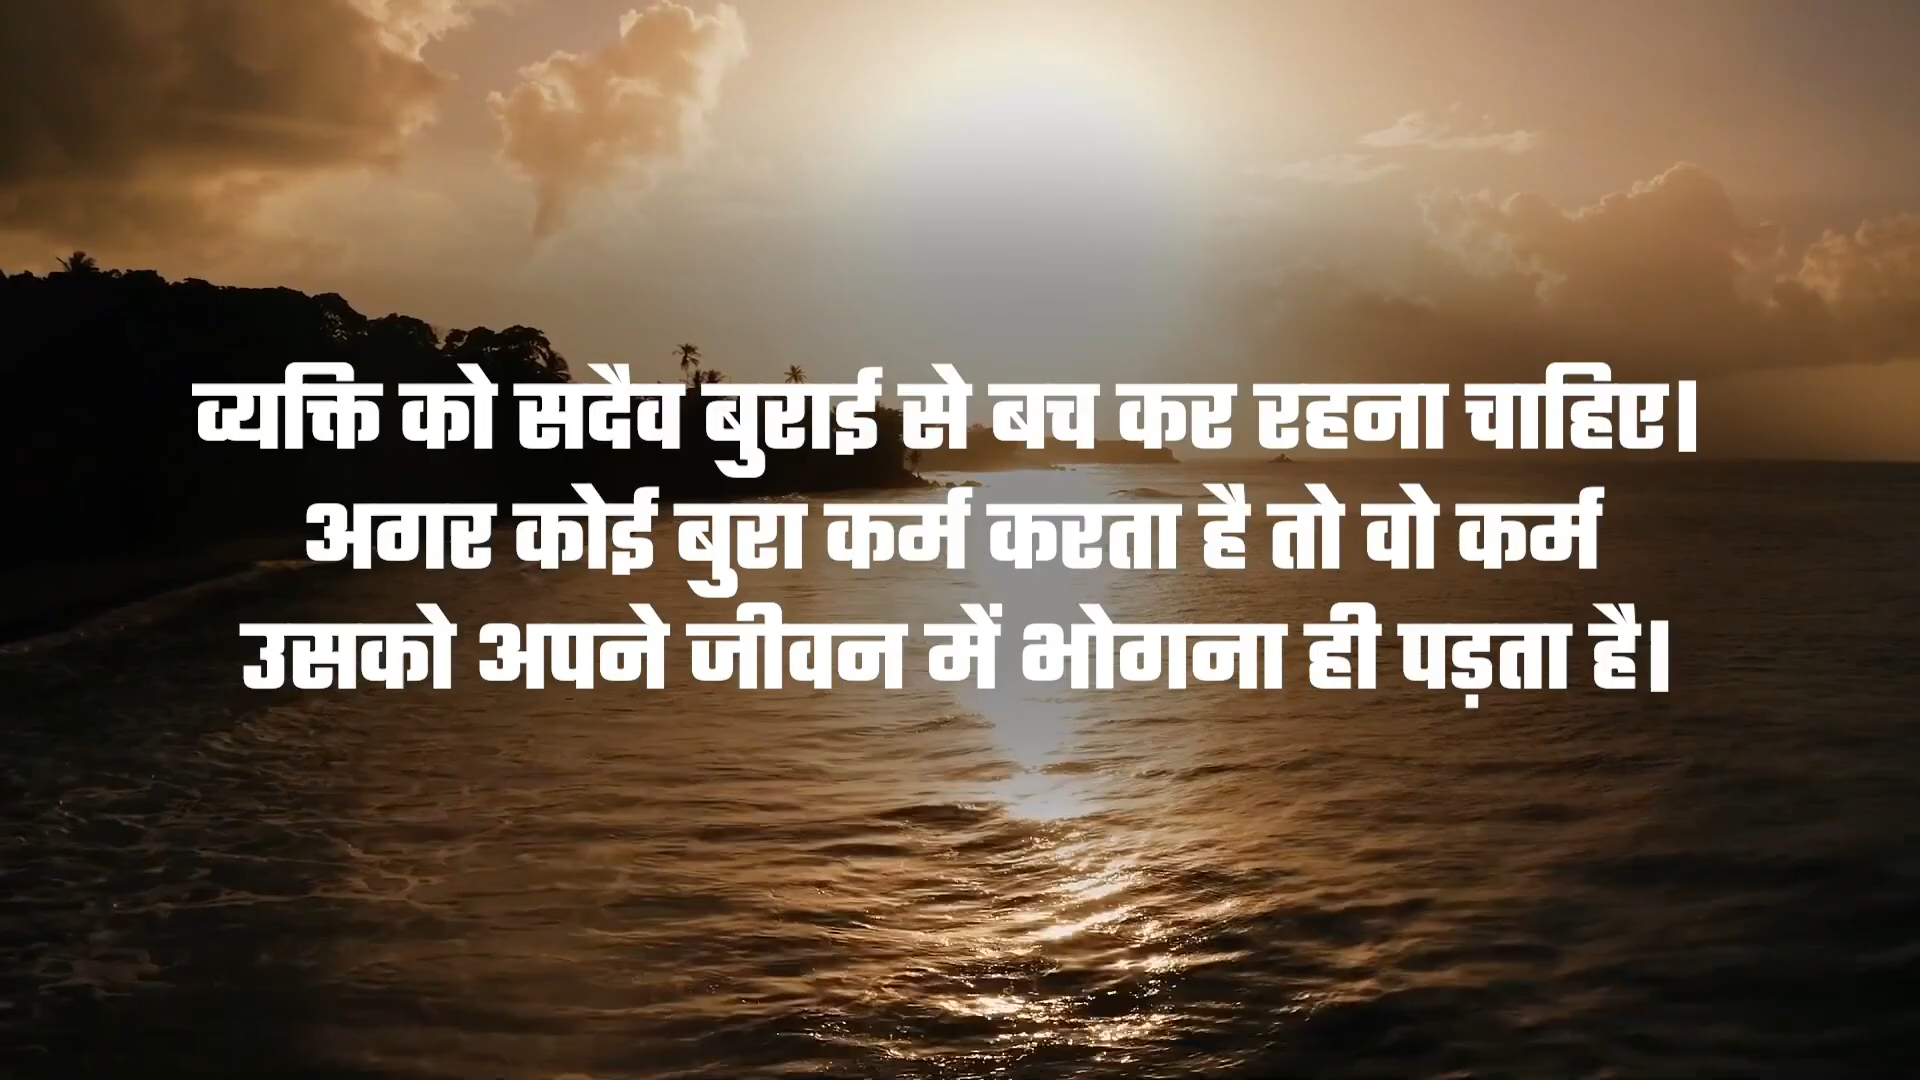 व्यक्ति को सदैव बुराई से बच कर रहना चाहिए।
अगर कोई बुरा कर्म करता है तो वो कर्म
उसको अपने जीवन में भोगना ही पड़ता है।